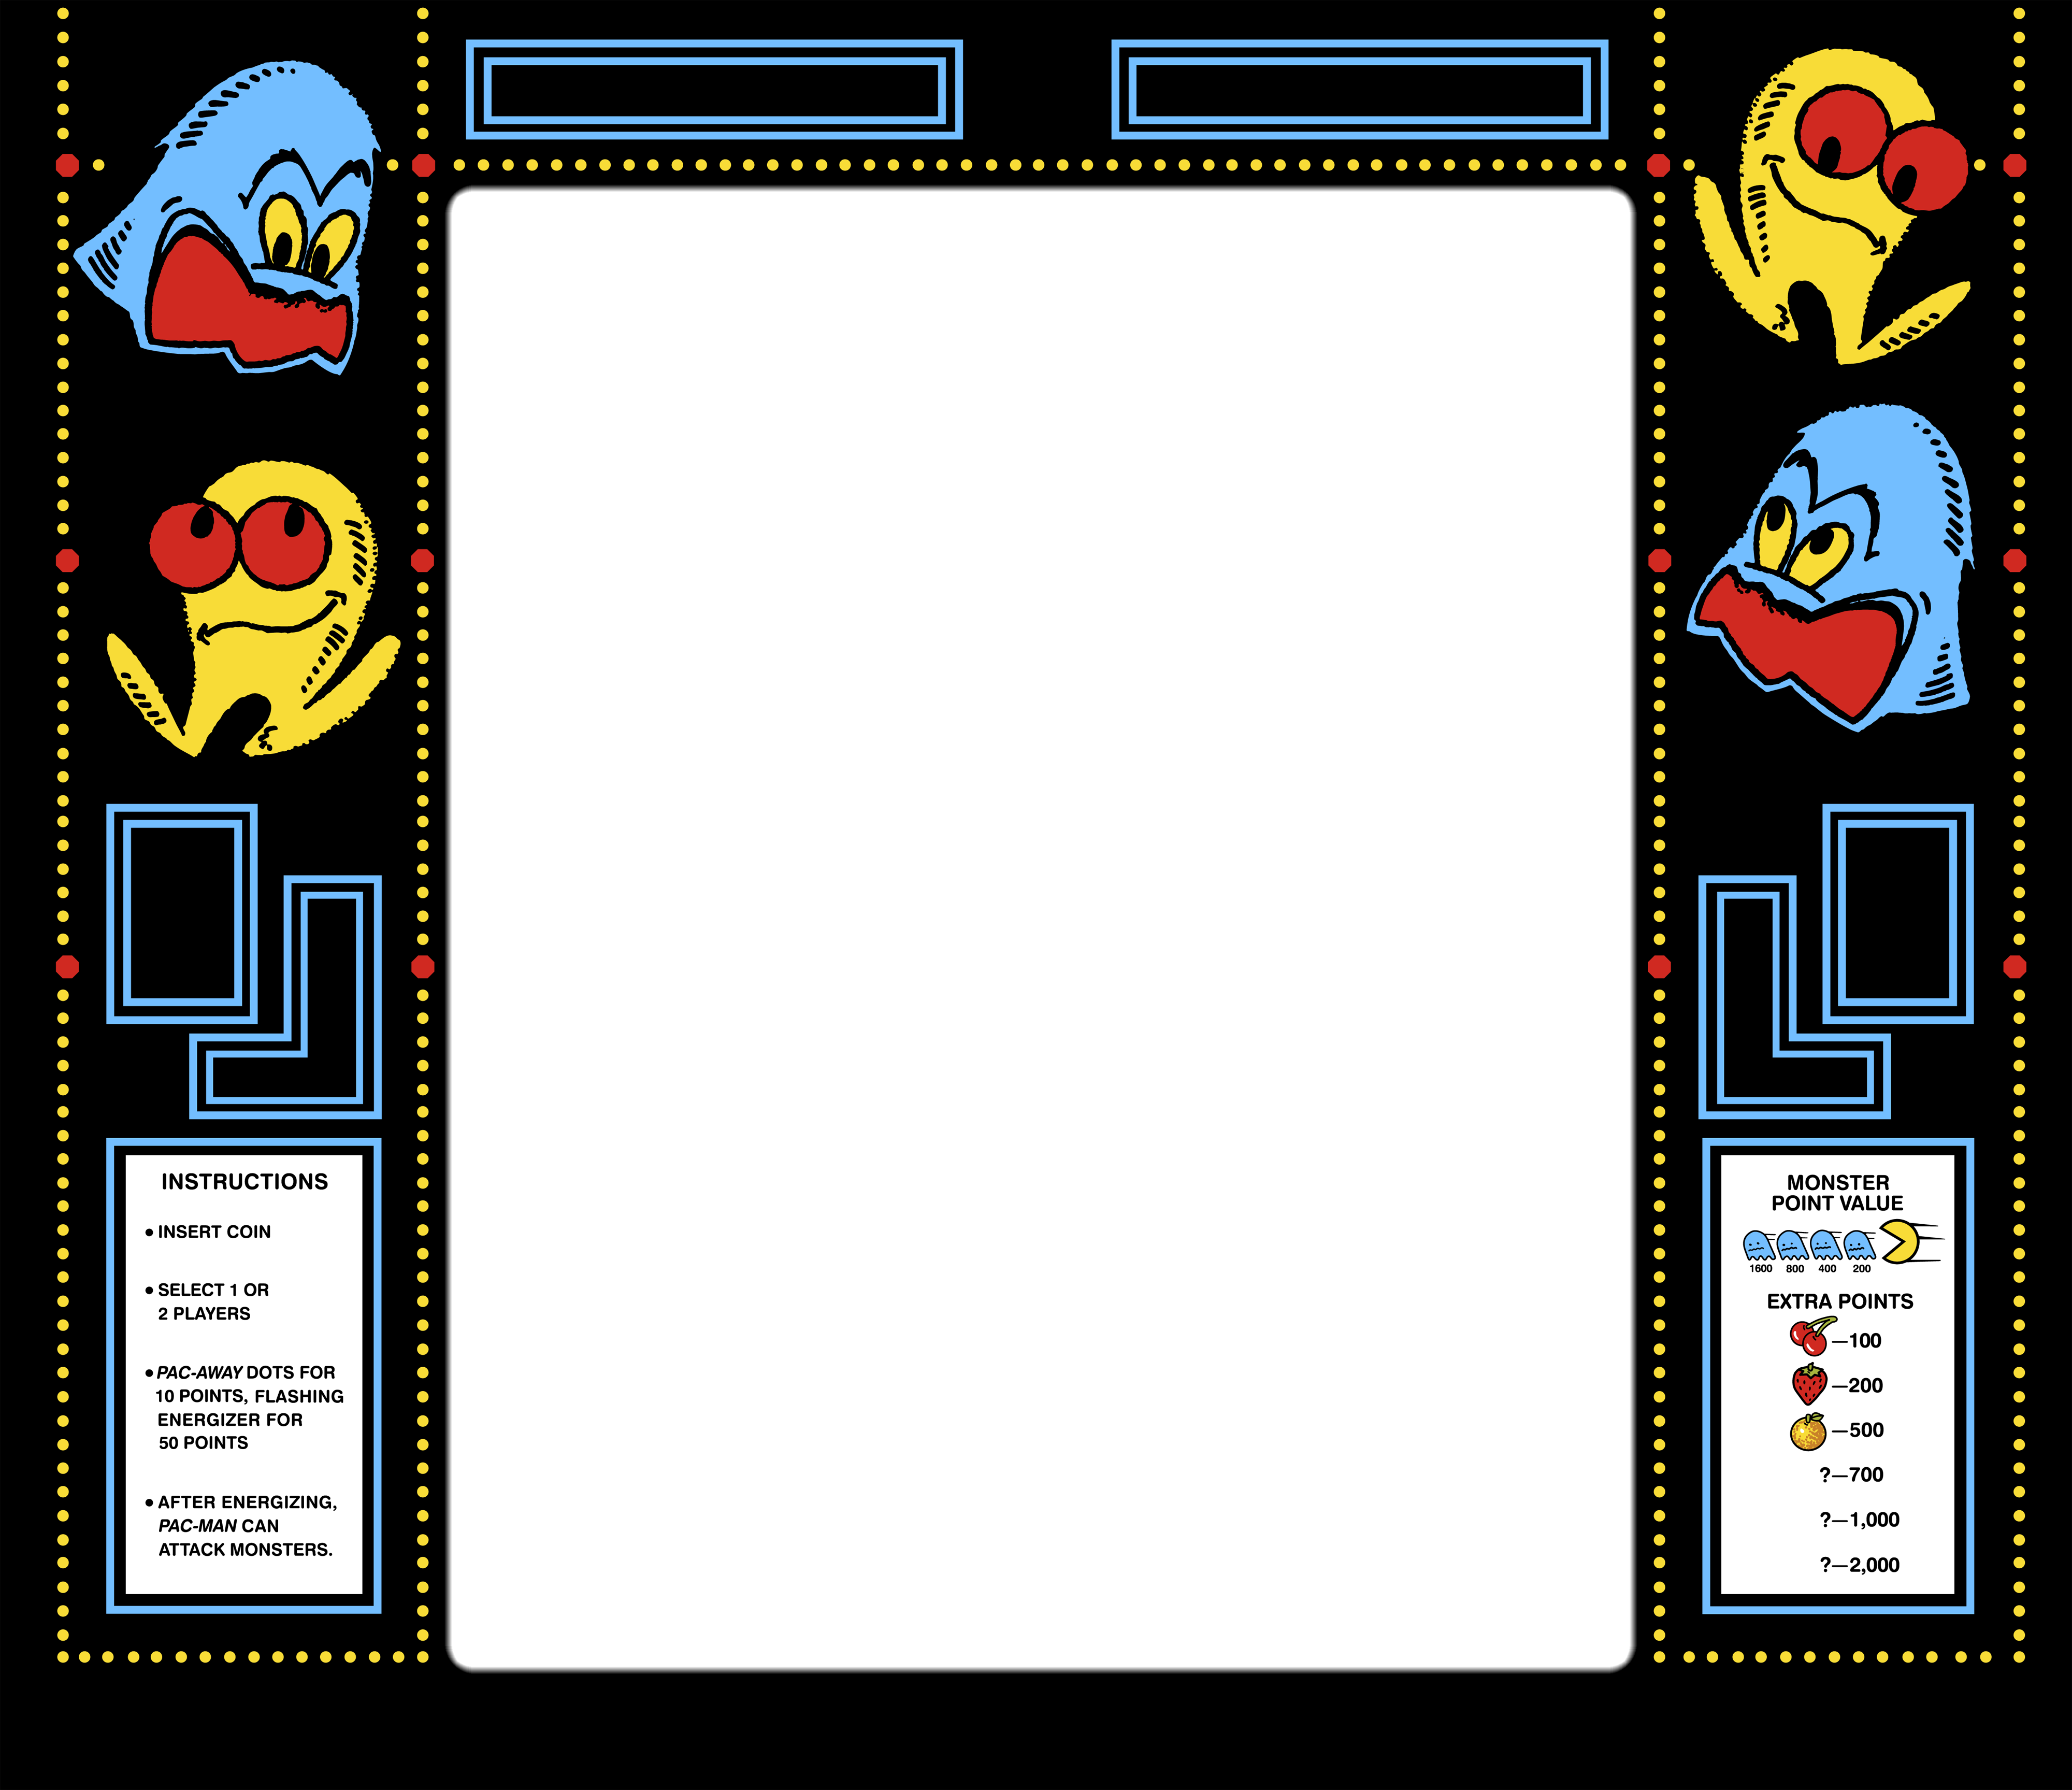 INSTRUCTIONS
• INSERT COIN
• SELECT 1 OR
2 PLAYERS
• PAC-AWAY DOTS FOR
10 POINTS, FLASHING
ENERGIZER FOR
50 POINTS
• AFTER ENERGIZING,
PAC-MAN CAN
ATTACK MONSTERS.
MONSTER
POINT VALUE
1600 800 400 200
EXTRA POINTS
—100
—200
—500
?—700
?—1,000
?—2,000